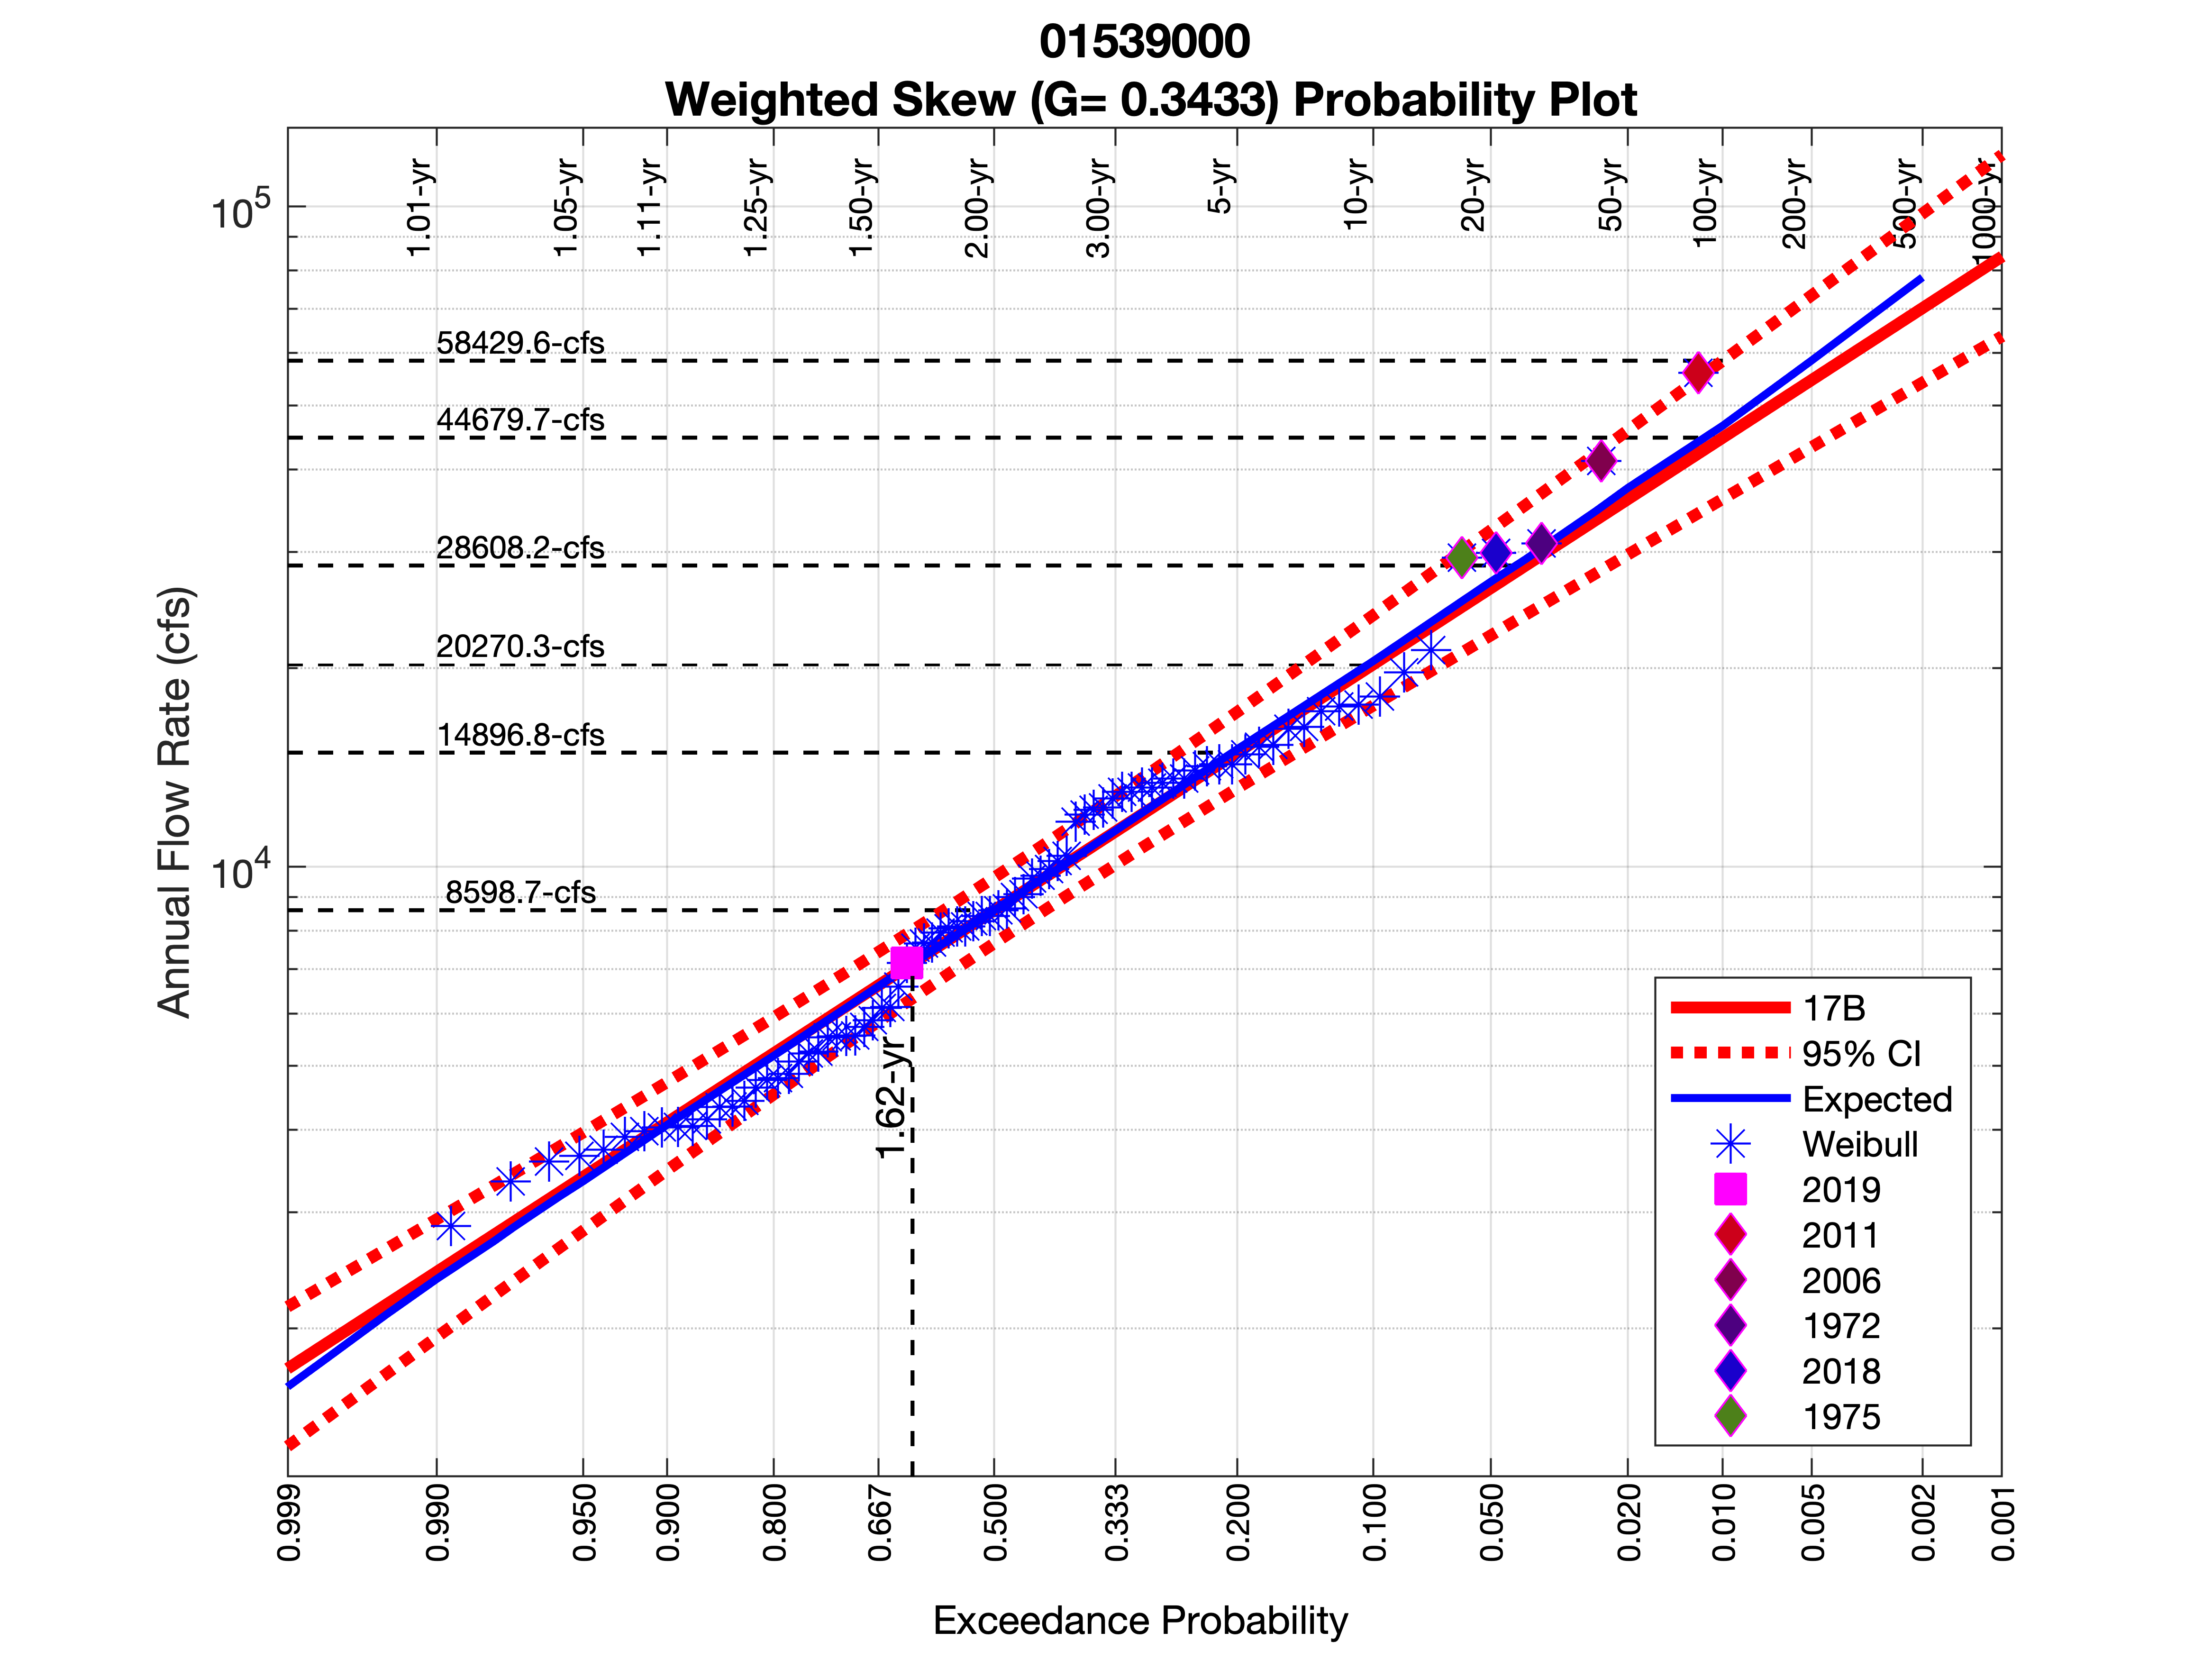 01539000
Weighted Skew (G= 0.3433) Probability Plot
1.01-yr
1.05-yr
1.11-yr
1.25-yr
1.50-yr
2.00-yr
3.00-yr
5-yr
10-yr
20-yr
50-yr
100-yr
200-yr
500-yr
1000-yr
10^5
10^4
Annual Flow Rate (cfs)
58429.6-cfs
44679.7-cfs
28608.2-cfs
20270.3-cfs
14896.8-cfs
8598.7-cfs
1.62-yr
17B
95% CI
Expected
Weibull
2019
2011
2006
1972
2018
1975
0.999
0.990
0.950
0.900
0.800
0.667
0.500
0.333
0.200
0.100
0.050
0.020
0.010
0.005
0.002
0.001
Exceedance Probability